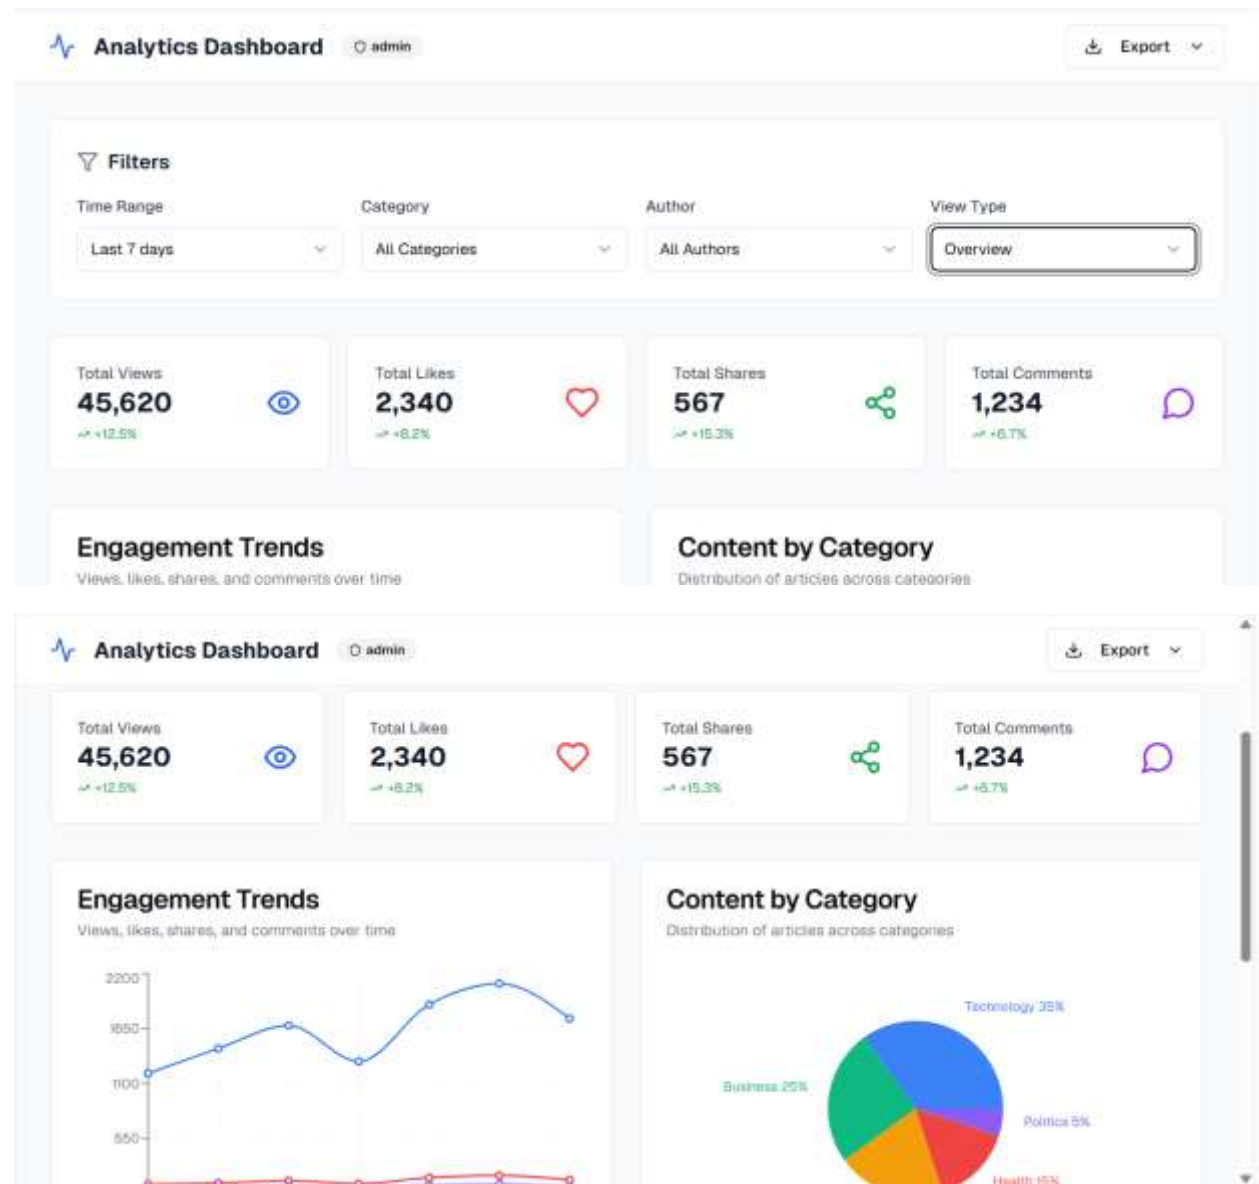 Analytics Dashboard
admin
Export
Filters
Time Range
Category
Author
View Type
Last 7 days
All Categories
All Authors
Overview
Total Views
45,620
+12.5%
Total Likes
2,340
+8.2%
Total Shares
567
+15.3%
Total Comments
1,234
+6.7%
Engagement Trends
Views, likes, shares, and comments over time
Content by Category
Distribution of articles across categories
Analytics Dashboard
admin
Export
Total Views
45,620
+12.5%
Total Likes
2,340
+8.2%
Total Shares
567
+15.3%
Total Comments
1,234
+6.7%
Engagement Trends
Views, likes, shares, and comments over time
2200
1650
1100
550
Content by Category
Distribution of articles across categories
Technology 35%
Business 25%
Politics 5%
Health 15%